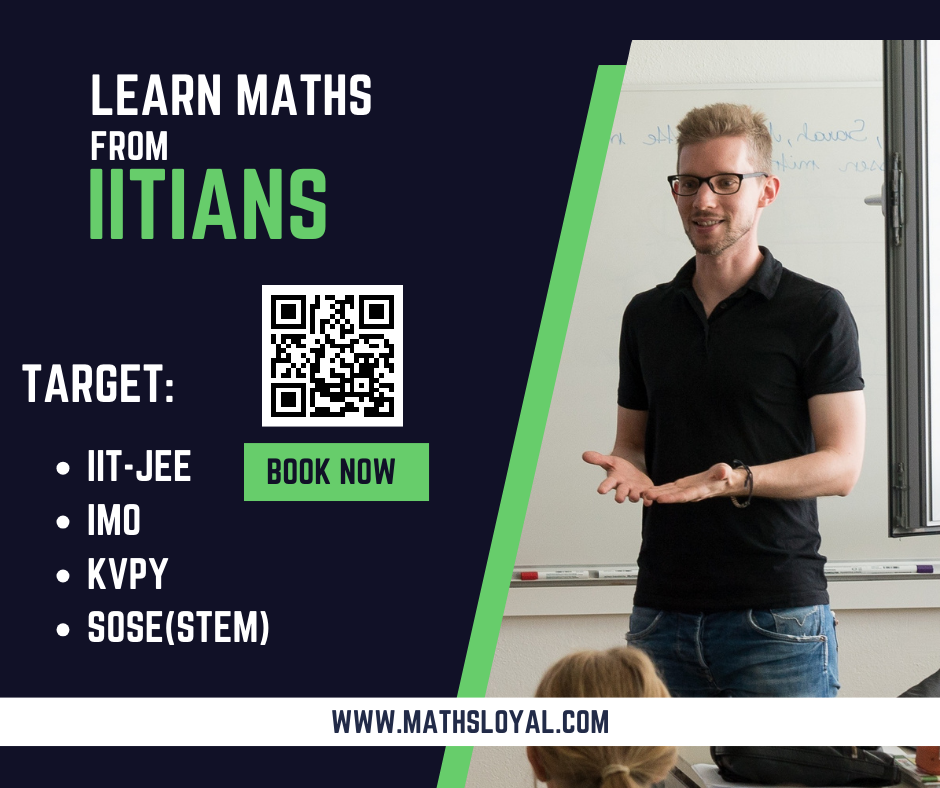 LEARN MATHS
FROM
IITIANS
TARGET:
IIT-JEE
IMO
KVPY
SOSE(STEM)
BOOK NOW
WWW.MATHSLOYAL.COM